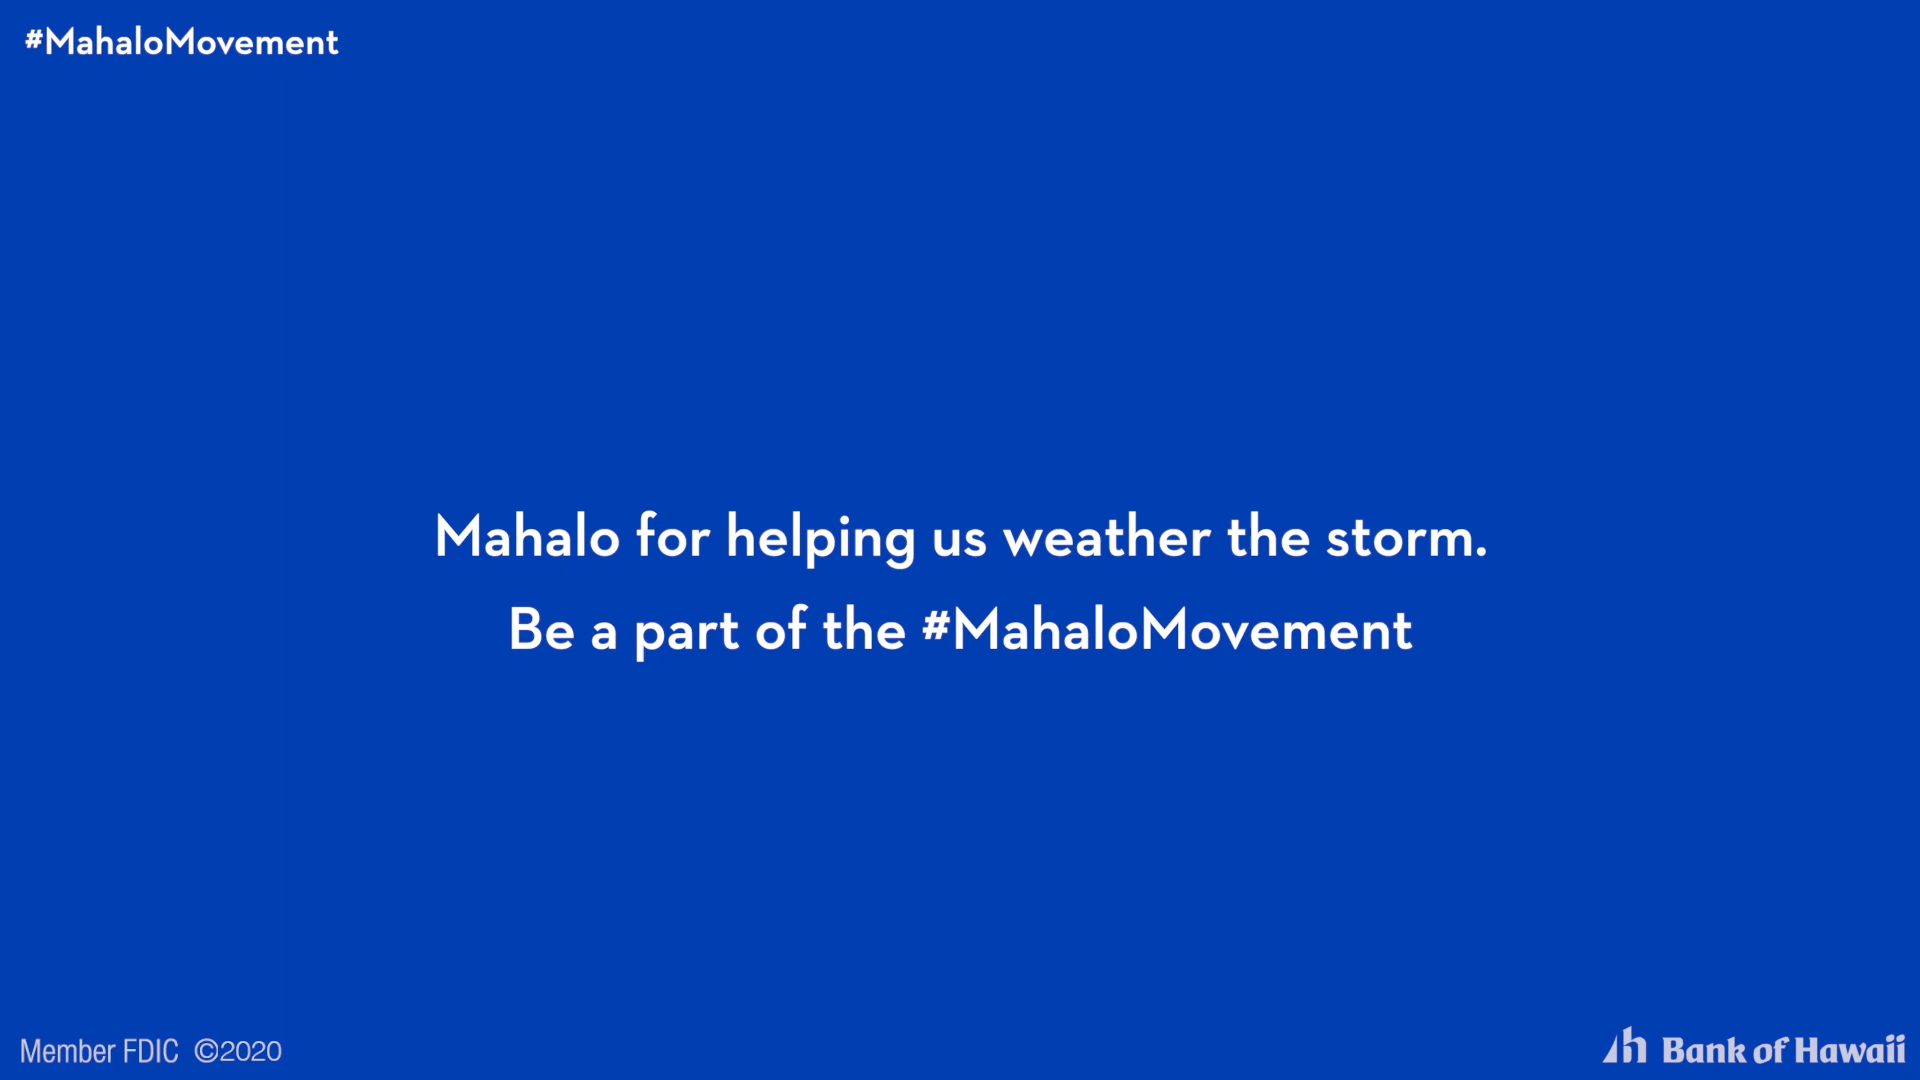 #MahaloMovement
Mahalo for helping us weather the storm.
Be a part of the #MahaloMovement
Member FDIC ©2020
Bank of Hawaii